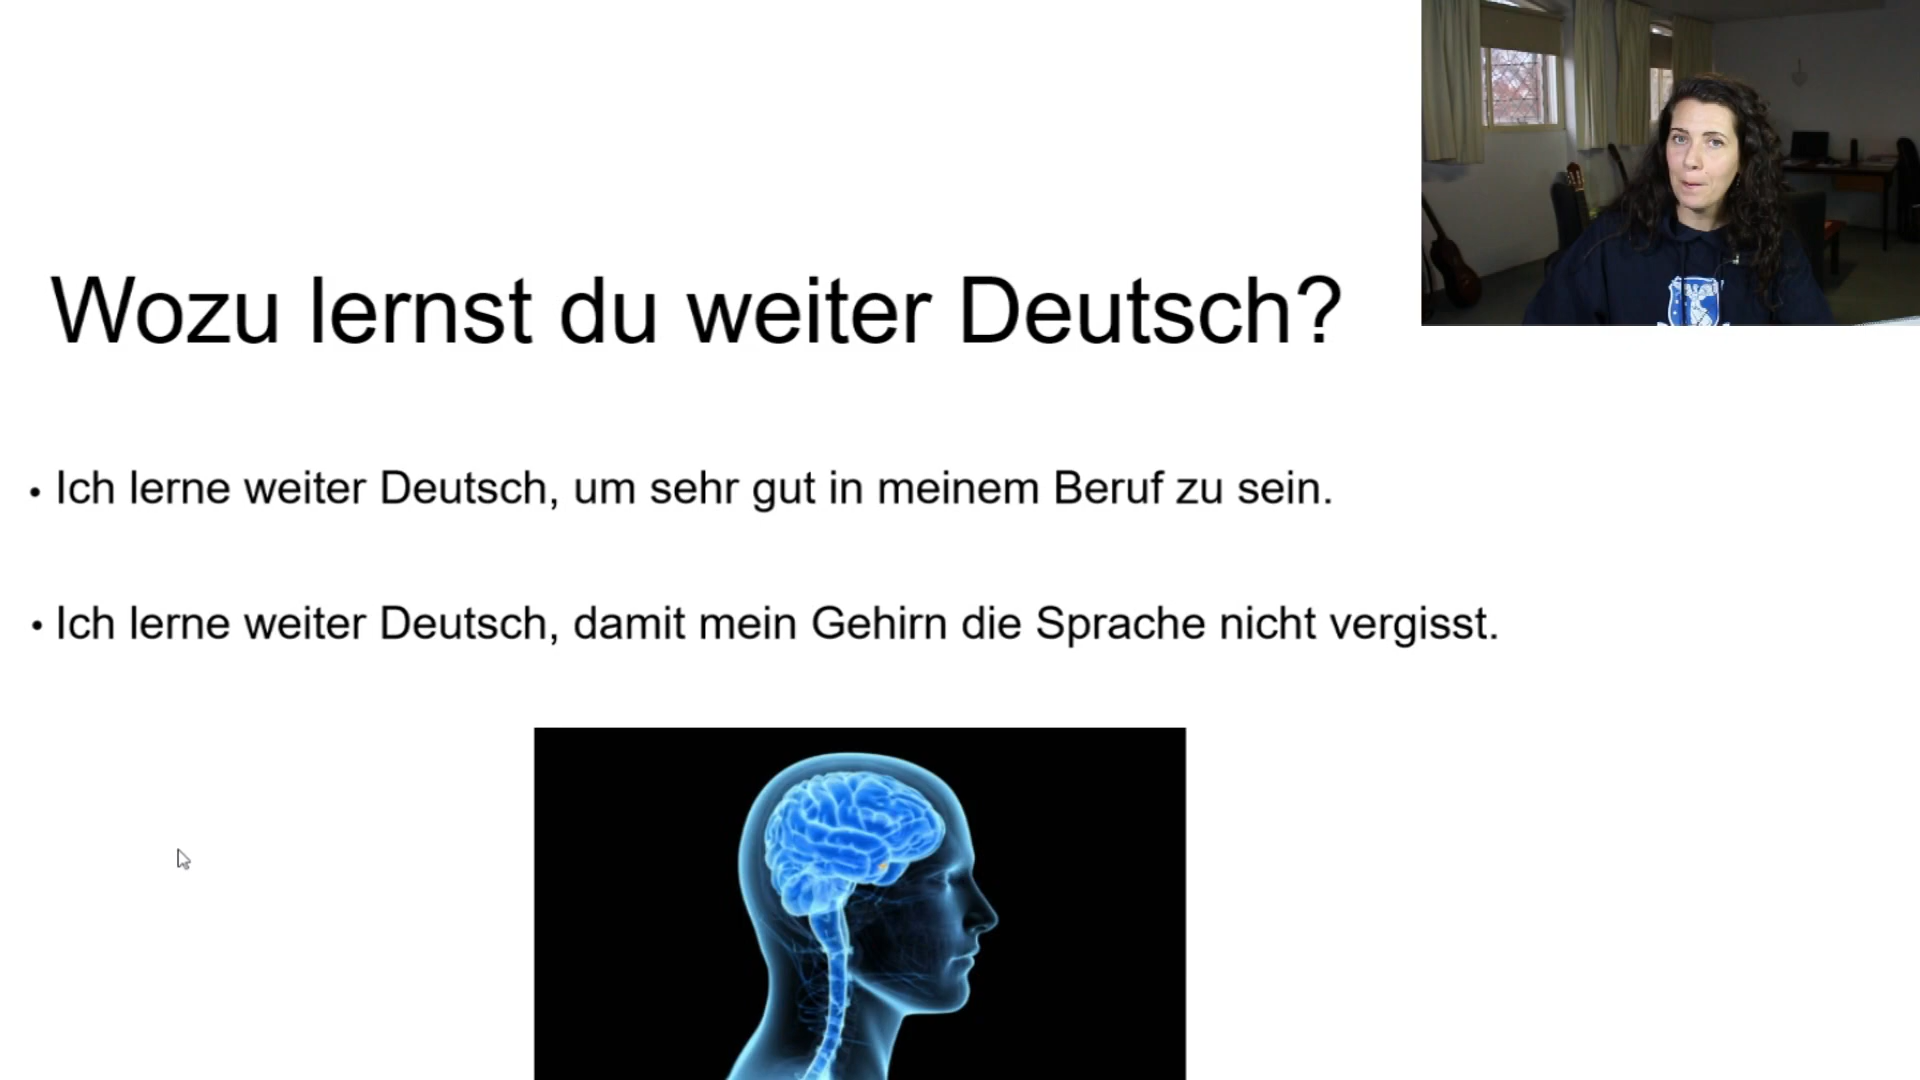 Wozu lernst du weiter Deutsch?
• Ich lerne weiter Deutsch, um sehr gut in meinem Beruf zu sein.
• Ich lerne weiter Deutsch, damit mein Gehirn die Sprache nicht vergisst.